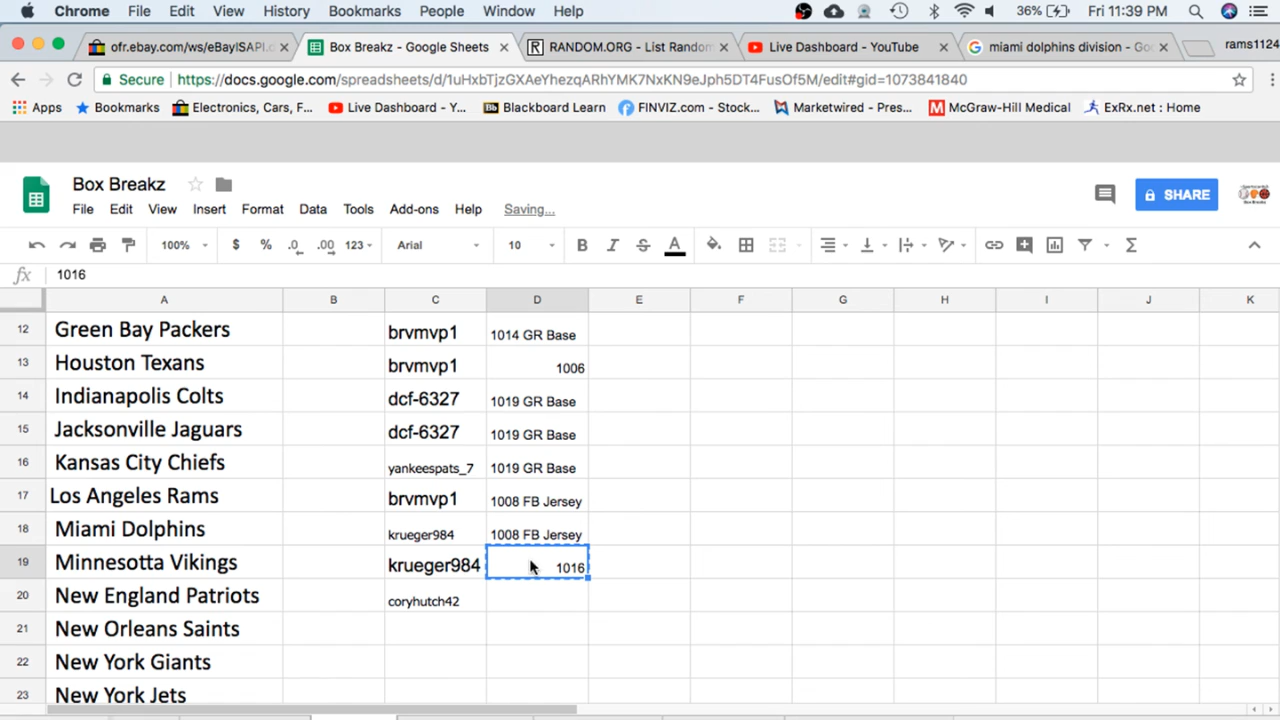 Chrome File Edit View History Bookmarks People Window Help 36% Fri 11:39 PM
ofr.ebay.com/ws/eBayISAPI.c Box Breakz - Google Sheets RANDOM.ORG - List Random Live Dashboard - YouTube miami dolphins division - Go rams1124
Secure https://docs.google.com/spreadsheets/d/1uHxbTjzGXAeYhezqARhYMK7NxKN9eJph5DT4FusOf5M/edit#gid=1073841840
Apps Bookmarks Electronics, Cars, F... Live Dashboard - Y... Bb Blackboard Learn FINVIZ.com - Stoc... Marketwired - Pres... M McGraw-Hill Medical ExRx.net : Home
Box Breakz SHARE
File Edit View Insert Format Data Tools Add-ons Help Saving...
100% $ % .0 .00 123 Arial 10 B I S A Σ
fx 1016
A B C D E F G H I J K
12 Green Bay Packers brvmvp1 1014 GR Base
13 Houston Texans brvmvp1 1006
14 Indianapolis Colts dcf-6327 1019 GR Base
15 Jacksonville Jaguars dcf-6327 1019 GR Base
16 Kansas City Chiefs yankeespats_7 1019 GR Base
17 Los Angeles Rams brvmvp1 1008 FB Jersey
18 Miami Dolphins krueger984 1008 FB Jersey
19 Minnesotta Vikings krueger984 1016
20 New England Patriots coryhutch42
21 New Orleans Saints
22 New York Giants
23 New York Jets